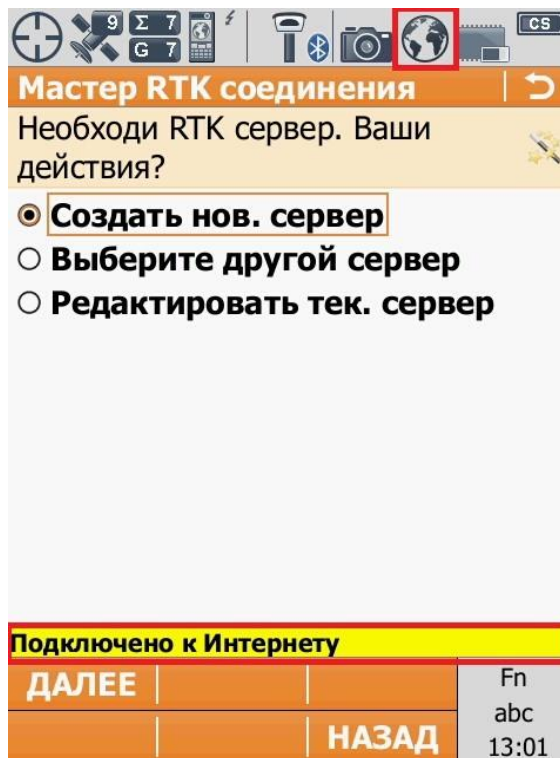 9 Σ 7
G 7
CS
Мастер RTK соединения
Необходи RTK сервер. Ваши
действия?
Создать нов. сервер
Выберите другой сервер
Редактировать тек. сервер
Подключено к Интернету
ДАЛЕЕ
Fn
abc
НАЗАД
13:01